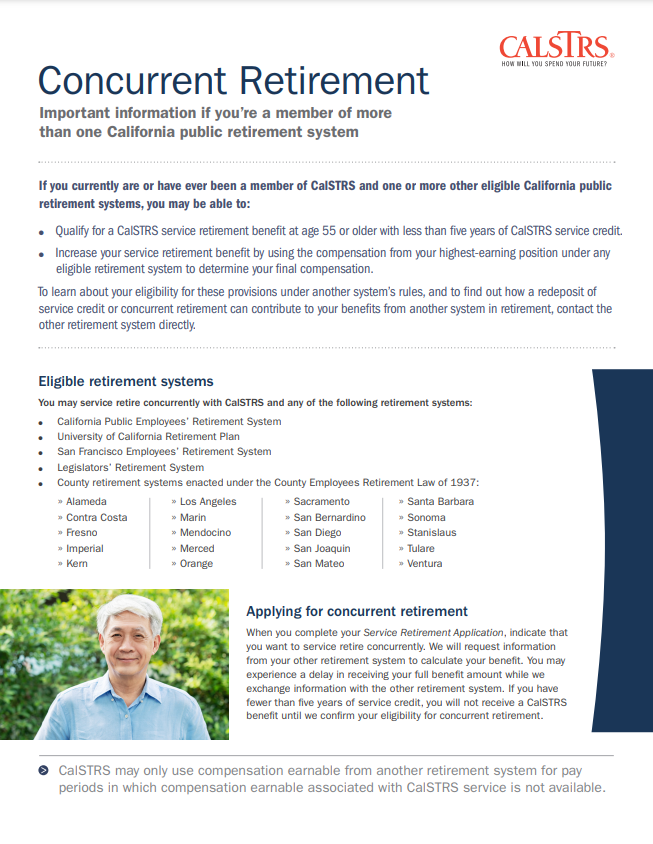 CALSTRS®
HOW WILL YOU SPEND YOUR FUTURE?
Concurrent Retirement
Important information if you’re a member of more
than one California public retirement system
If you currently are or have ever been a member of CalSTRS and one or more other eligible California public
retirement systems, you may be able to:
• Qualify for a CalSTRS service retirement benefit at age 55 or older with less than five years of CalSTRS service credit.
• Increase your service retirement benefit by using the compensation from your highest-earning position under any
eligible retirement system to determine your final compensation.
To learn about your eligibility for these provisions under another system’s rules, and to find out how a redeposit of
service credit or concurrent retirement can contribute to your benefits from another system in retirement, contact the
other retirement system directly.
Eligible retirement systems
You may service retire concurrently with CalSTRS and any of the following retirement systems:
• California Public Employees’ Retirement System
• University of California Retirement Plan
• San Francisco Employees’ Retirement System
• Legislators’ Retirement System
• County retirement systems enacted under the County Employees Retirement Law of 1937:
» Alameda
» Contra Costa
» Fresno
» Imperial
» Kern
» Los Angeles
» Marin
» Mendocino
» Merced
» Orange
» Sacramento
» San Bernardino
» San Diego
» San Joaquin
» San Mateo
» Santa Barbara
» Sonoma
» Stanislaus
» Tulare
» Ventura
Applying for concurrent retirement
When you complete your Service Retirement Application, indicate that
you want to service retire concurrently. We will request information
from your other retirement system to calculate your benefit. You may
experience a delay in receiving your full benefit amount while we
exchange information with the other retirement system. If you have
fewer than five years of service credit, you will not receive a CalSTRS
benefit until we confirm your eligibility for concurrent retirement.
CalSTRS may only use compensation earnable from another retirement system for pay
periods in which compensation earnable associated with CalSTRS service is not available.